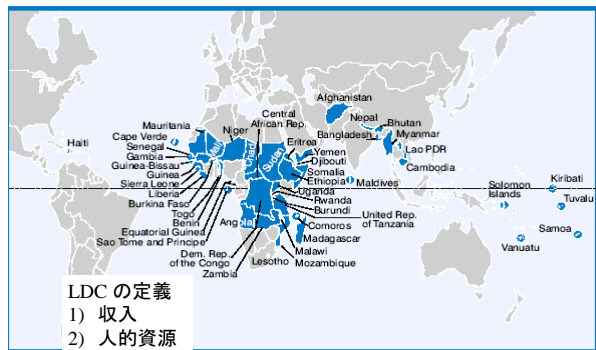 Afghanistan
Nepal
Bhutan
Bangladesh
Myanmar
Lao PDR
Cambodia
Central
African Rep.
Mauritania
Niger
Mali
Chad
Sudan
Eritrea
Yemen
Djibouti
Somalia
Ethiopia
Maldives
Uganda
Rwanda
Burundi
United Rep.
of Tanzania
Comoros
Madagascar
Malawi
Mozambique
Haiti
Cape Verde
Senegal
Gambia
Guinea-Bissau
Guinea
Sierra Leone
Liberia
Burkina Faso
Togo
Benin
Equatorial Guinea
Sao Tome and Principe
Angola
Dem. Rep.
of the Congo
Zambia
Lesotho
Solomon
Islands
Kiribati
Tuvalu
Samoa
Vanuatu
LDC の定義
1) 収入
2) 人的資源